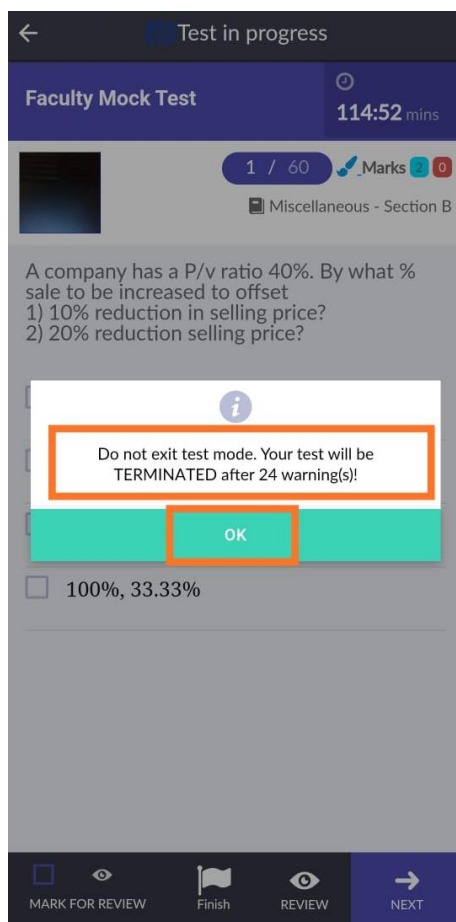 Test in progress
Faculty Mock Test
114:52 mins
1 / 60
Marks 2 0
Miscellaneous - Section B
A company has a P/v ratio 40%. By what %
sale to be increased to offset
1) 10% reduction in selling price?
2) 20% reduction selling price?
Do not exit test mode. Your test will be
TERMINATED after 24 warning(s)!
OK
100%, 33.33%
MARK FOR REVIEW
Finish
REVIEW
NEXT